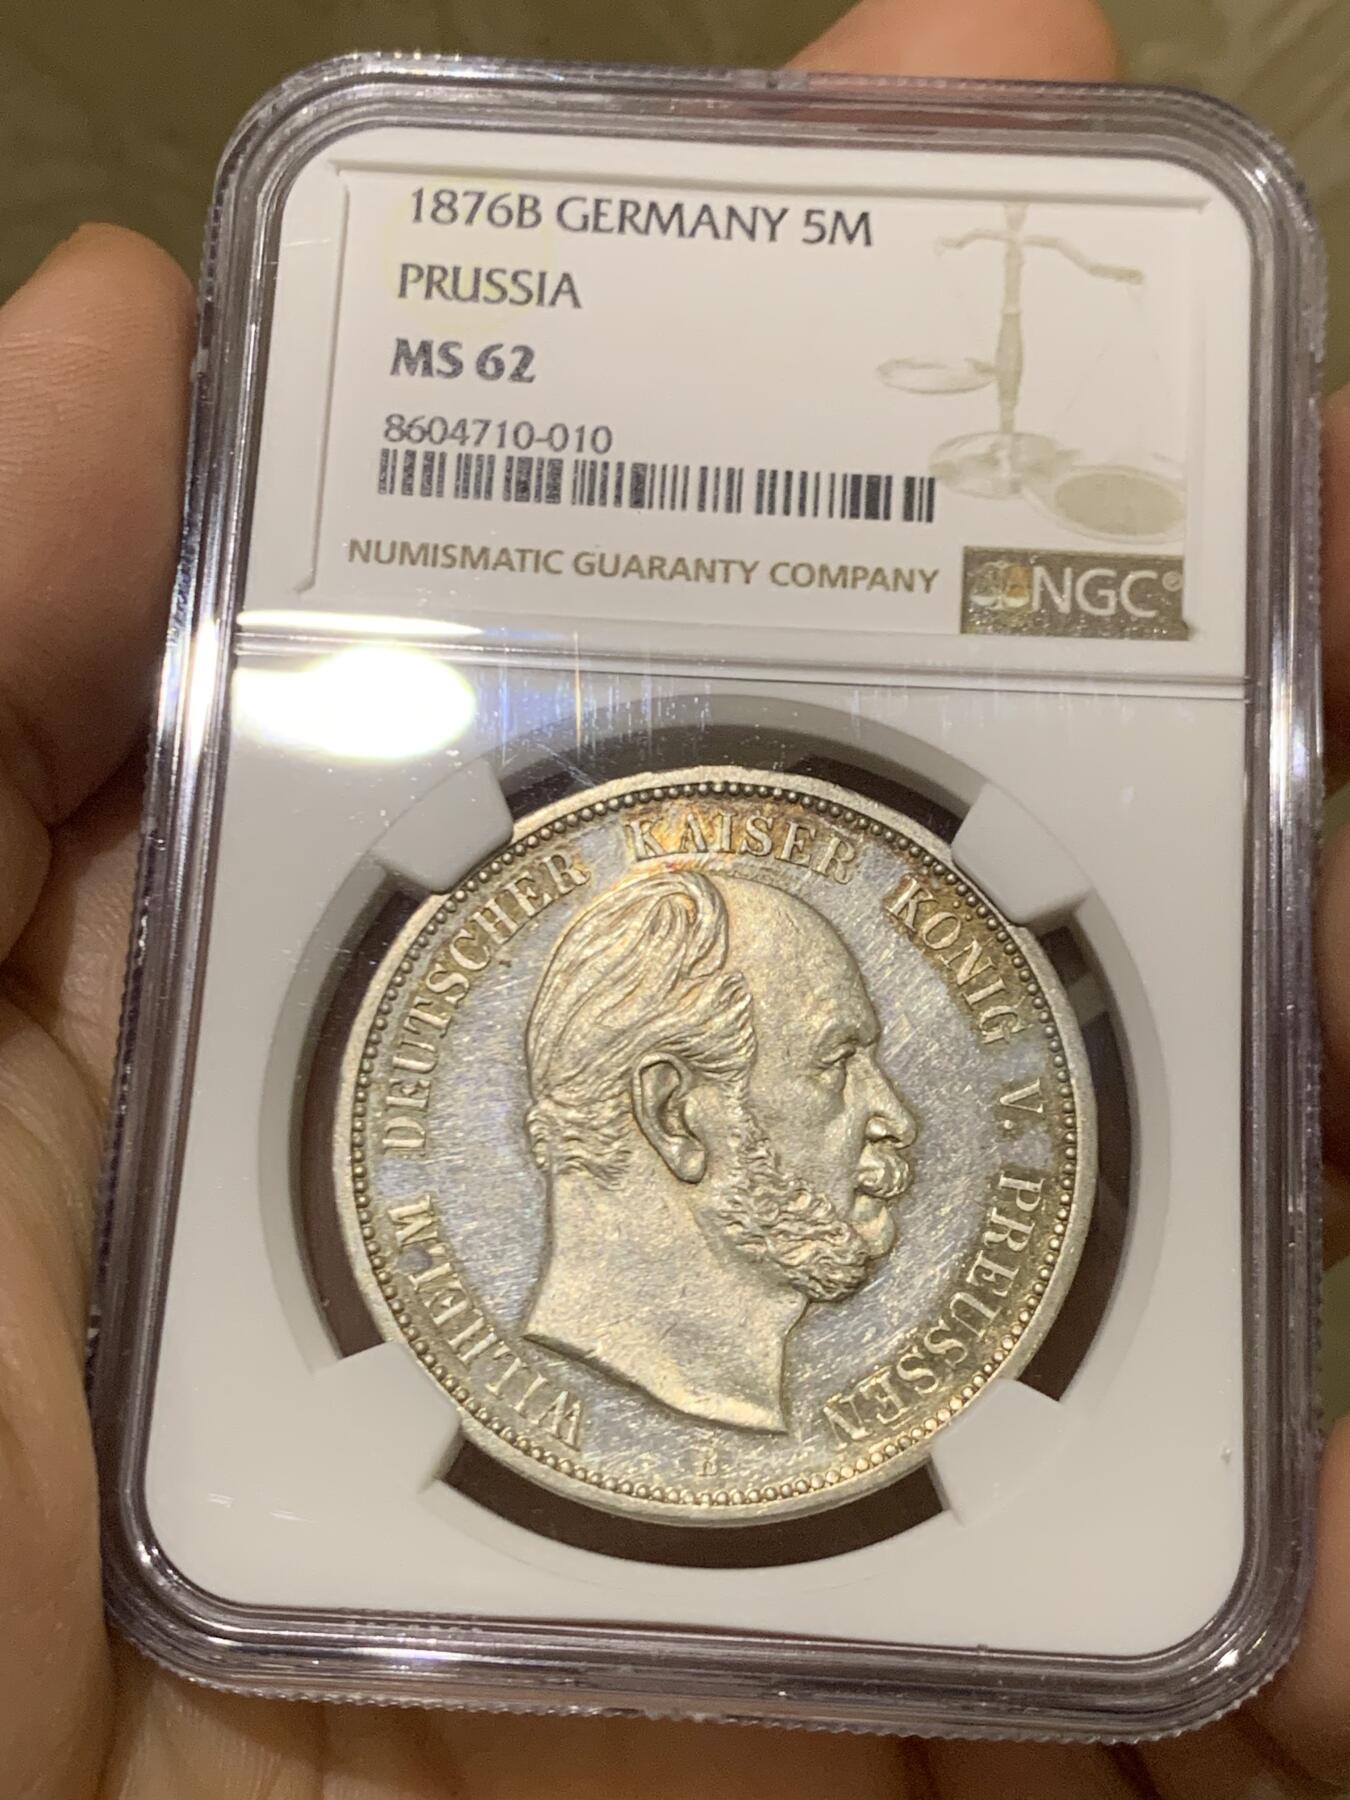 1876B GERMANY 5M
PRUSSIA
MS 62
8604710-010
NUMISMATIC GUARANTY COMPANY
NGC®
WILHELM DEUTSCHER KAISER KÖNIG V. PREUSSEN
B